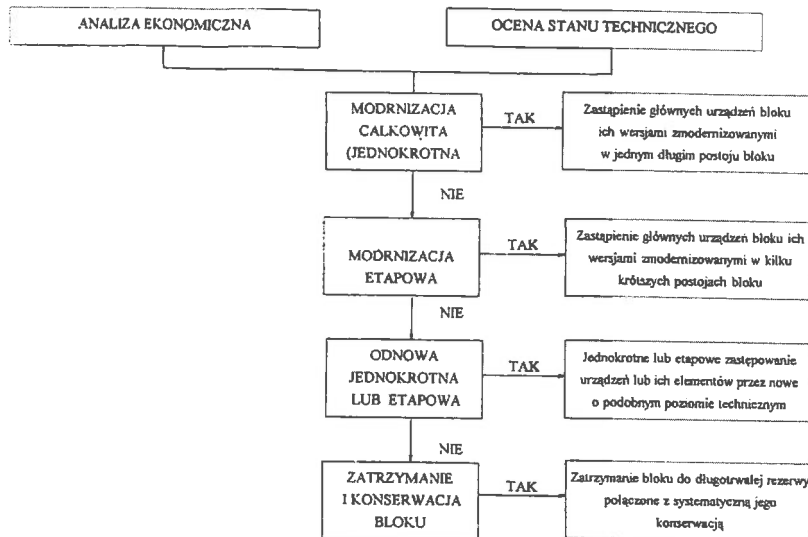 ANALIZA EKONOMICZNA
OCENA STANU TECHNICZNEGO
MODRNIZACJA
CAŁKOWITA
(JEDNOKROTNA
TAK
Zastąpienie głównych urządzeń bloku
ich wersjami zmodernizowanymi
w jednym długim postoju bloku
NIE
MODRNIZACJA
ETAPOWA
TAK
Zastąpienie głównych urządzeń bloku ich
wersjami zmodernizowanymi w kilku
krótszych postojach bloku
NIE
ODNOWA
JEDNOKROTNA
LUB ETAPOWA
TAK
Jednokrotne lub etapowe zastępowanie
urządzeń lub ich elementów przez nowe
o podobnym poziomie technicznym
NIE
ZATRZYMANIE
I KONSERWACJA
BLOKU
TAK
Zatrzymanie bloku do długotrwałej rezerwy
połączone z systematyczną jego
konserwacją